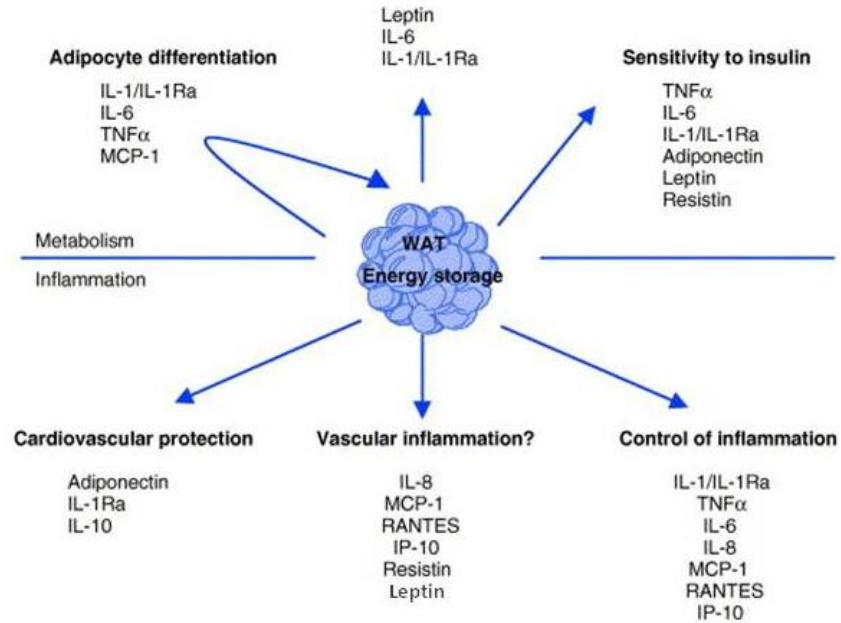 Leptin
IL-6
IL-1/IL-1Ra
Adipocyte differentiation
IL-1/IL-1Ra
IL-6
TNFα
MCP-1
Sensitivity to insulin
TNFα
IL-6
IL-1/IL-1Ra
Adiponectin
Leptin
Resistin
Metabolism
Inflammation
WAT
Energy storage
Cardiovascular protection
Adiponectin
IL-1Ra
IL-10
Vascular inflammation?
IL-8
MCP-1
RANTES
IP-10
Resistin
Leptin
Control of inflammation
IL-1/IL-1Ra
TNFα
IL-6
IL-8
MCP-1
RANTES
IP-10